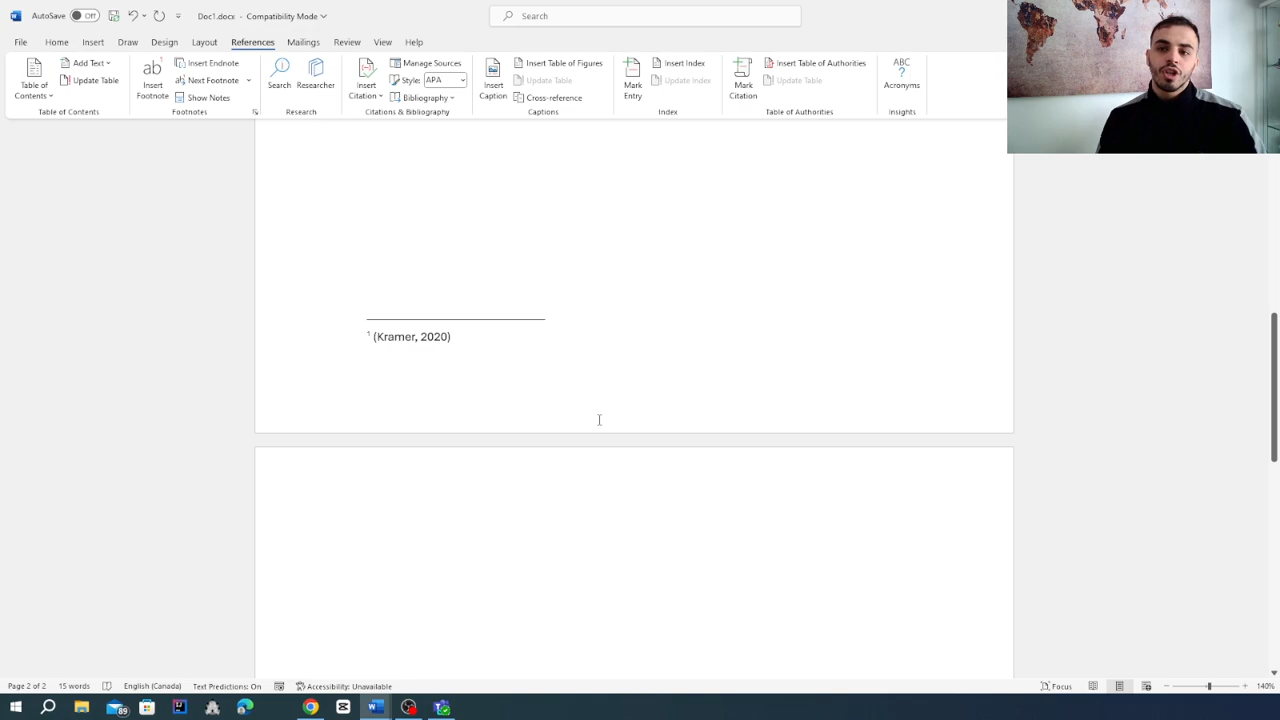 AutoSave Off Doc1.docx - Compatibility Mode Search
File Home Insert Draw Design Layout References Mailings Review View Help
Table of Contents
Add Text
Update Table
Table of Contents
ab
Insert Footnote
Insert Endnote
Next Footnote
Show Notes
Footnotes
Search
Researcher
Research
Insert Citation
Manage Sources
Style: APA
Bibliography
Citations & Bibliography
Insert Caption
Insert Table of Figures
Update Table
Cross-reference
Captions
Mark Entry
Insert Index
Update Index
Index
Mark Citation
Insert Table of Authorities
Update Table
Table of Authorities
ABC
?
Acronyms
Insights
1 (Kramer, 2020)
Page 2 of 2 15 words English (Canada) Text Predictions: On Accessibility: Unavailable Focus 140%
89